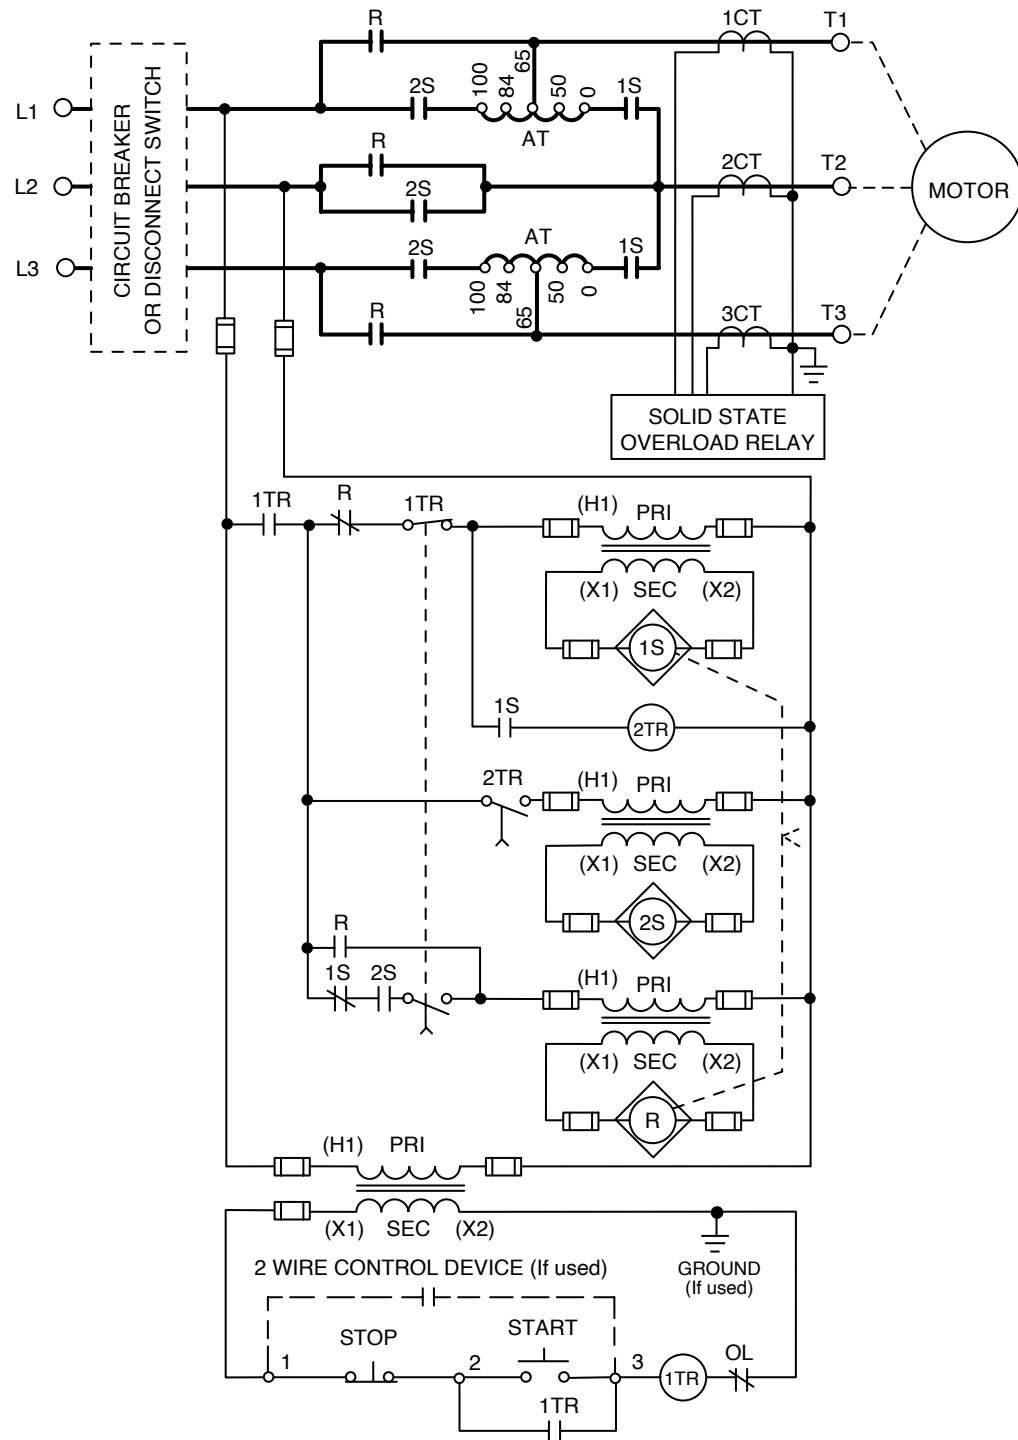 R
1CT
T1
100
84
65
50
0
2S
1S
L1
AT
CIRCUIT BREAKER
OR DISCONNECT SWITCH
R
2CT
T2
L2
2S
MOTOR
AT
2S
1S
L3
100
84
65
50
0
R
3CT
T3
SOLID STATE
OVERLOAD RELAY
1TR
R
1TR
(H1)
PRI
(X1)
SEC
(X2)
1S
1S
2TR
2TR
(H1)
PRI
(X1)
SEC
(X2)
2S
R
1S
2S
(H1)
PRI
(X1)
SEC
(X2)
R
(H1)
PRI
(X1)
SEC
(X2)
2 WIRE CONTROL DEVICE (If used)
GROUND
(If used)
STOP
START
1
2
3
1TR
OL
1TR